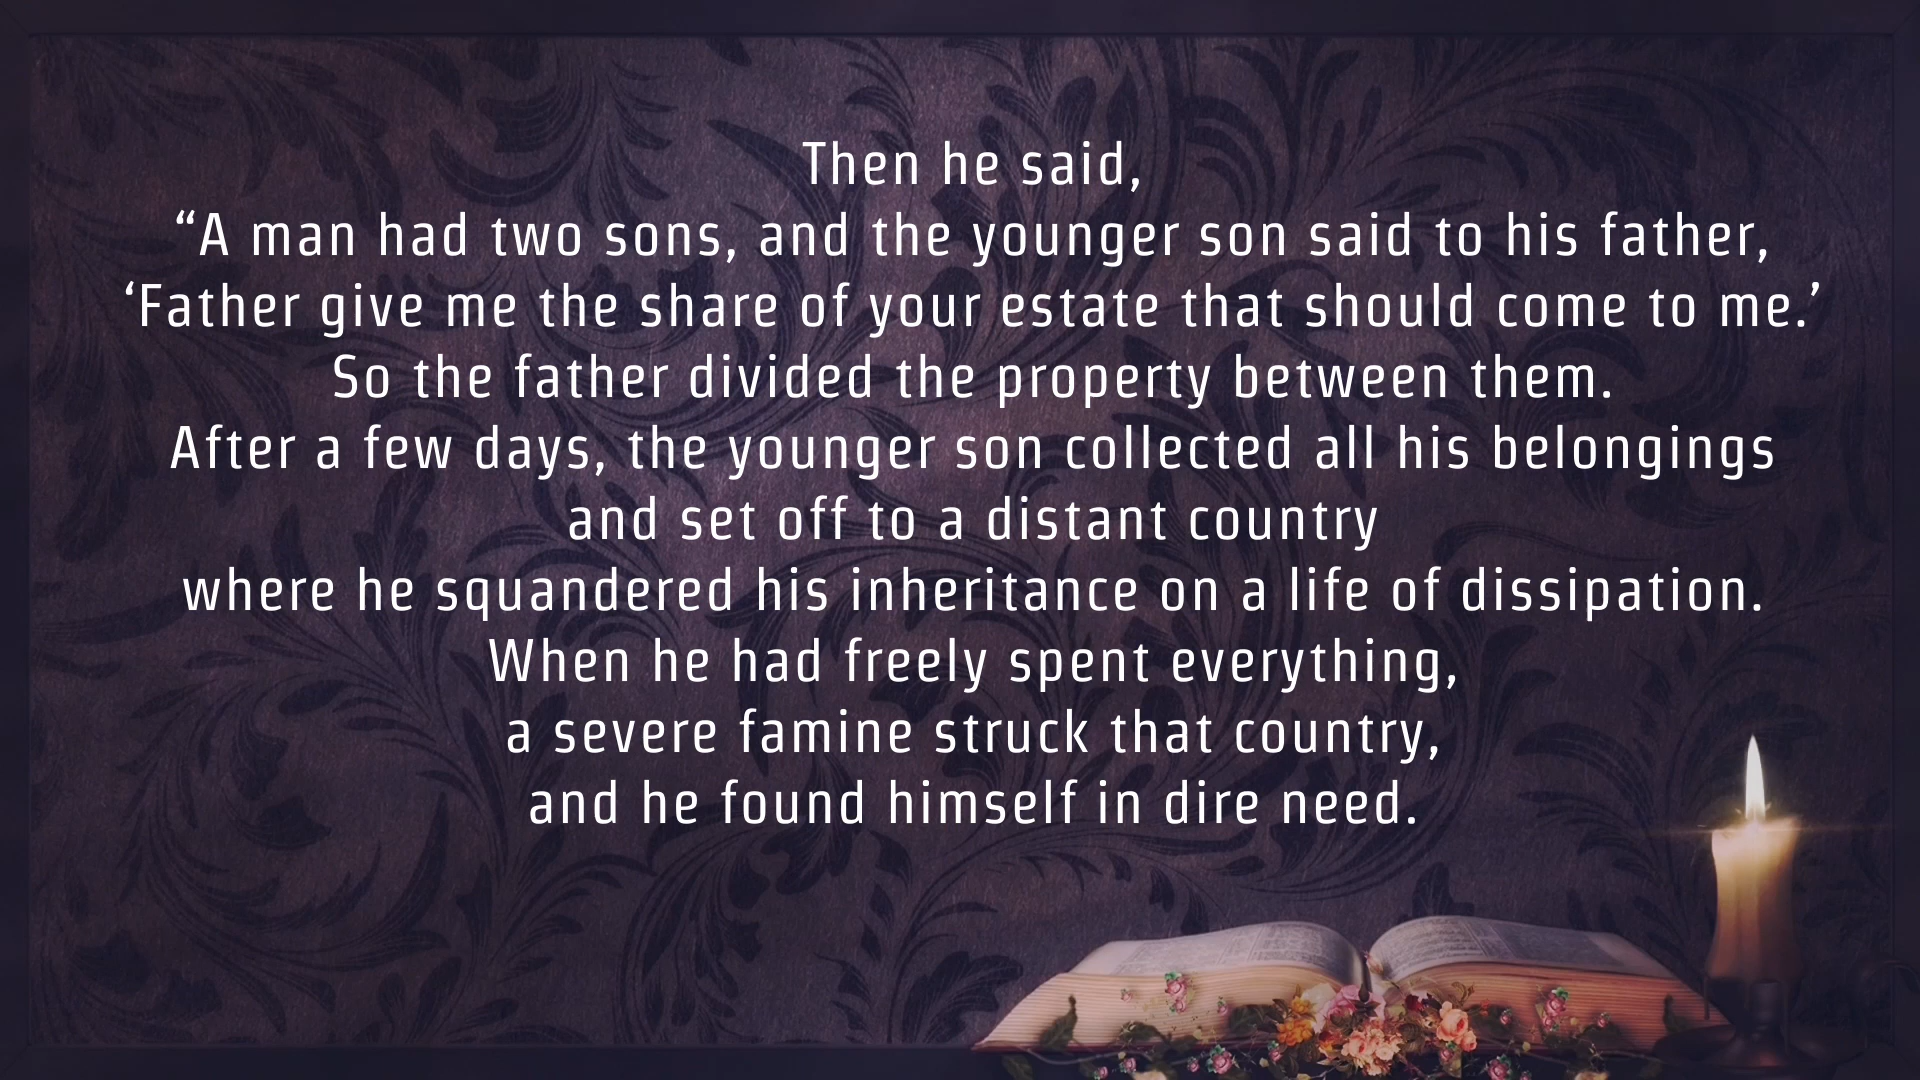 Then he said,
“A man had two sons, and the younger son said to his father,
‘Father give me the share of your estate that should come to me.’
So the father divided the property between them.
After a few days, the younger son collected all his belongings
and set off to a distant country
where he squandered his inheritance on a life of dissipation.
When he had freely spent everything,
a severe famine struck that country,
and he found himself in dire need.